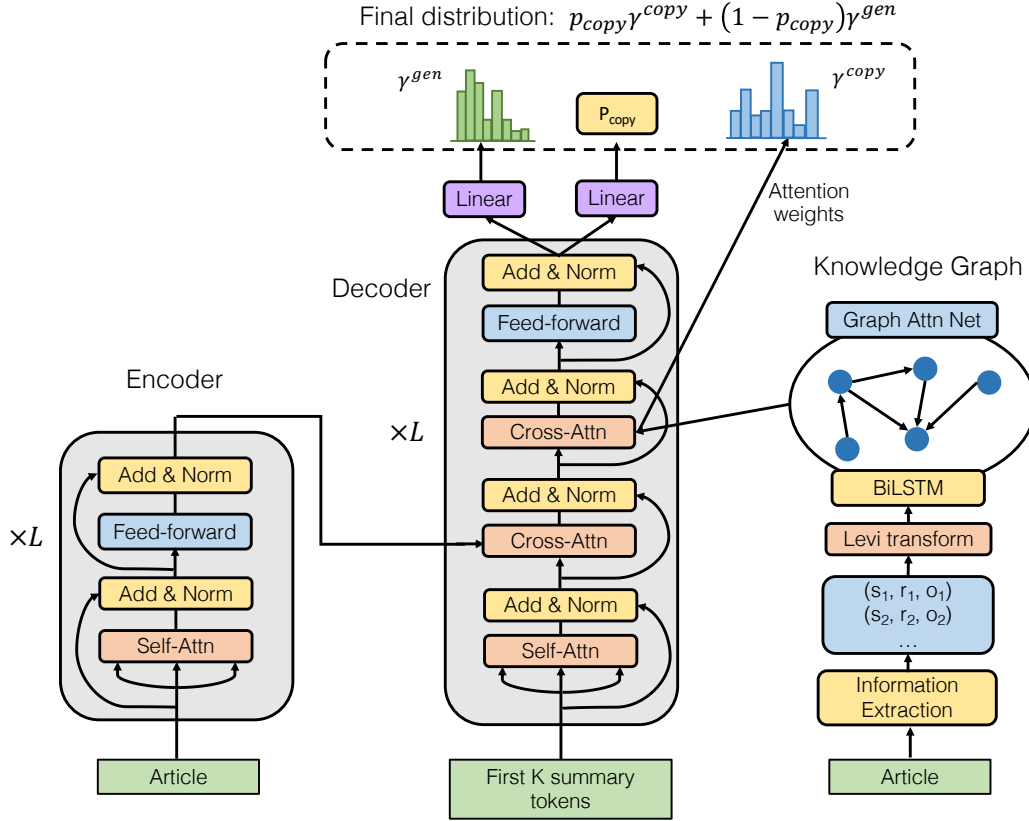 Final distribution: p_copy γ^copy + (1 − p_copy)γ^gen
γ^gen
P_copy
γ^copy
Linear
Linear
Attention
weights
Decoder
×L
Add & Norm
Feed-forward
Add & Norm
Cross-Attn
Add & Norm
Cross-Attn
Add & Norm
Self-Attn
First K summary
tokens
Encoder
×L
Add & Norm
Feed-forward
Add & Norm
Self-Attn
Article
Knowledge Graph
Graph Attn Net
BiLSTM
Levi transform
(s₁, r₁, o₁)
(s₂, r₂, o₂)
...
Information
Extraction
Article